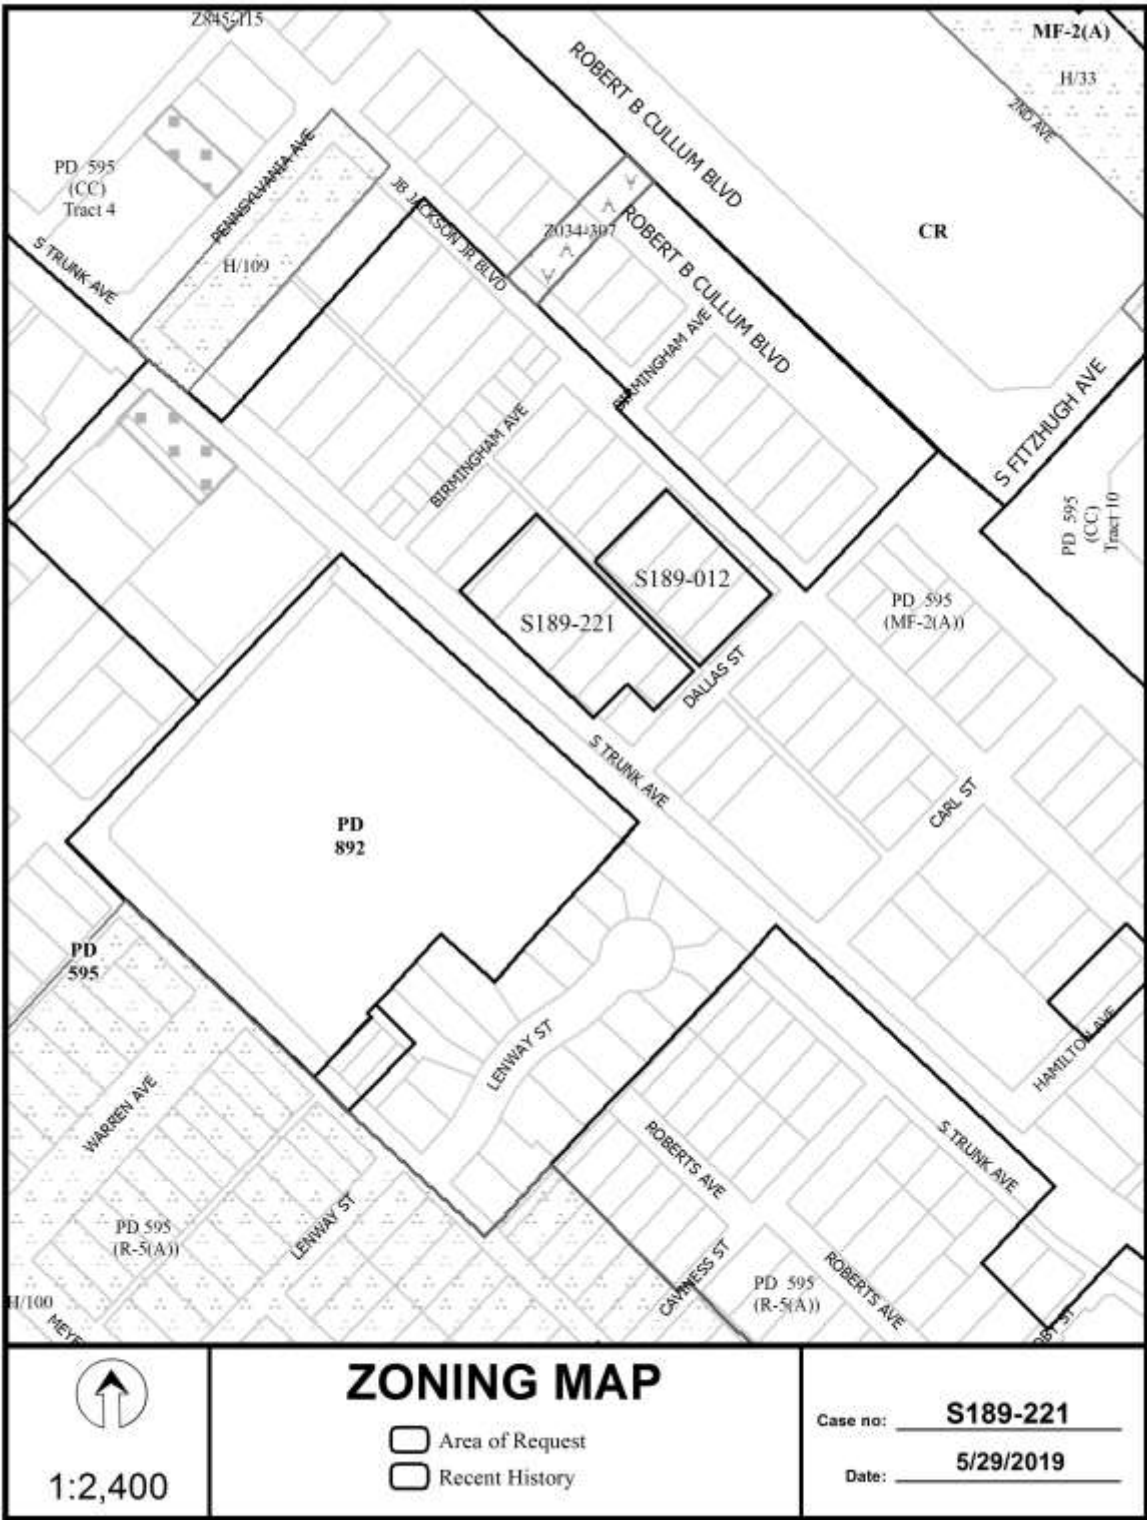 Z845-115
MF-2(A)
H/33
ROBERT B CULLUM BLVD
2ND AVE
PENNSYLVANIA AVE
PD 595
(CC)
Tract 4
JB JACKSON JR BLVD
Z034-307
ROBERT B CULLUM BLVD
CR
S TRUNK AVE
H/109
BIRMINGHAM AVE
S FITZHUGH AVE
BIRMINGHAM AVE
PD 595
(CC)
Tract 10
S189-012
S189-221
PD 595
(MF-2(A))
DALLAS ST
S TRUNK AVE
CARL ST
PD
892
PD
595
LENWAY ST
HAMILTON AVE
WARREN AVE
ROBERTS AVE
S TRUNK AVE
PD 595
(R-5(A))
LENWAY ST
CAVINESS ST
PD 595
(R-5(A))
ROBERTS AVE
H/100
ZONING MAP
Area of Request
Recent History
1:2,400
Case no: S189-221
Date: 5/29/2019